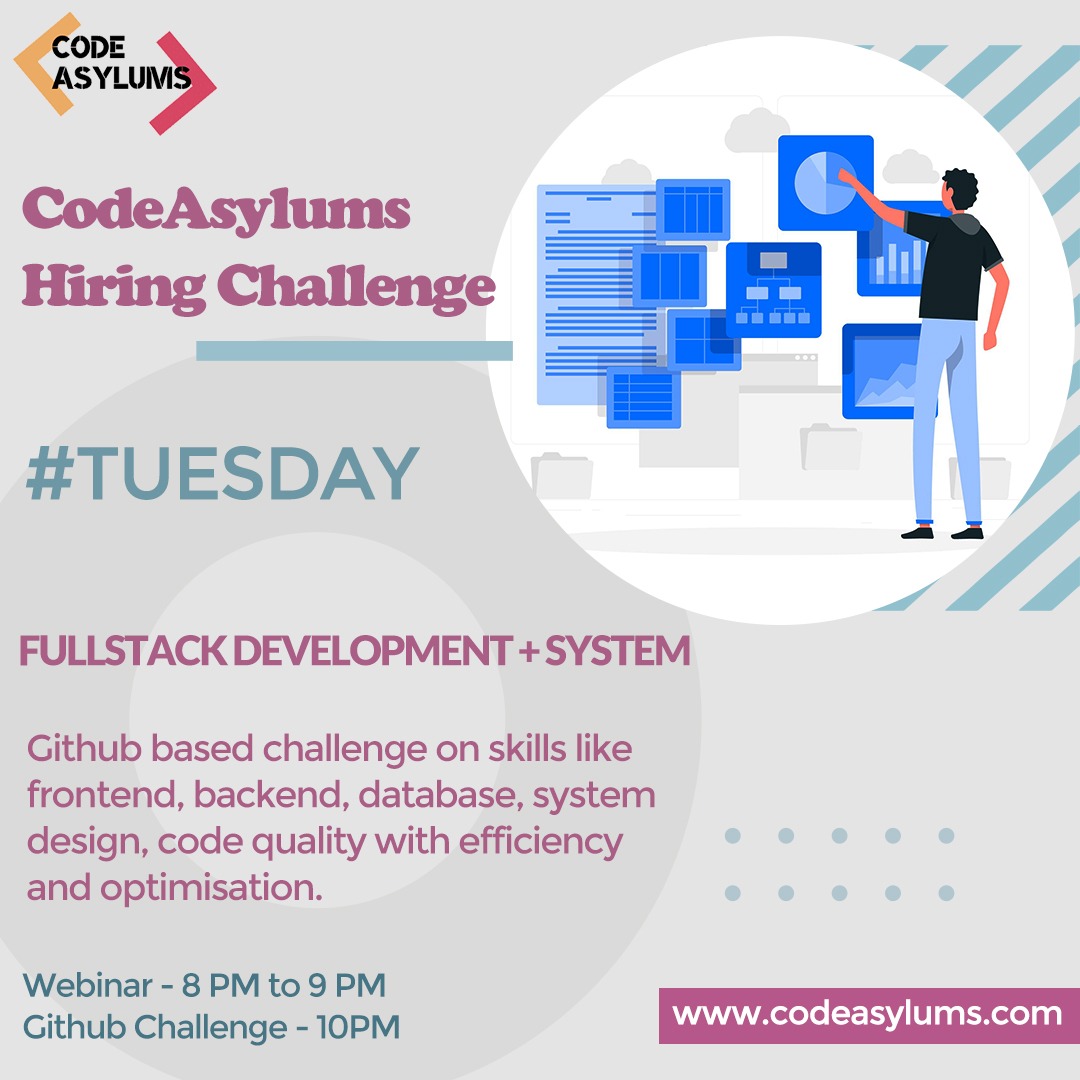 CODE
ASYLUMS
CodeAsylums
Hiring Challenge
#TUESDAY
FULLSTACK DEVELOPMENT + SYSTEM
Github based challenge on skills like
frontend, backend, database, system
design, code quality with efficiency
and optimisation.
Webinar - 8 PM to 9 PM
Github Challenge - 10PM
www.codeasylums.com